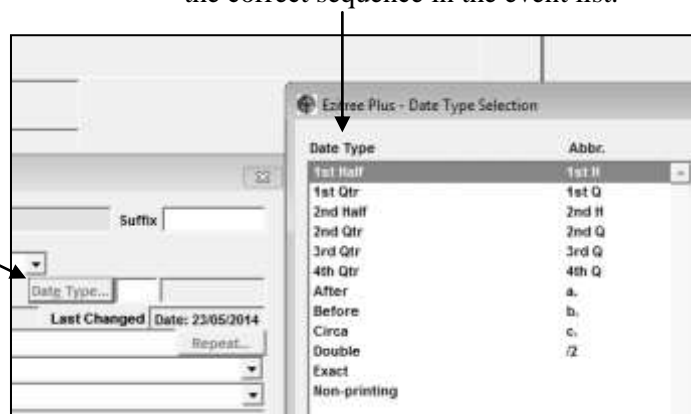 the correct sequence in the event list.
Eztree Plus - Date Type Selection
Date Type Abbr.
1st Half 1st H
1st Qtr 1st Q
2nd Half 2nd H
2nd Qtr 2nd Q
3rd Qtr 3rd Q
4th Qtr 4th Q
After a.
Before b.
Circa c.
Double /2
Exact
Non-printing
Suffix
Date Type...
Last Changed Date: 23/05/2014
Repeat...